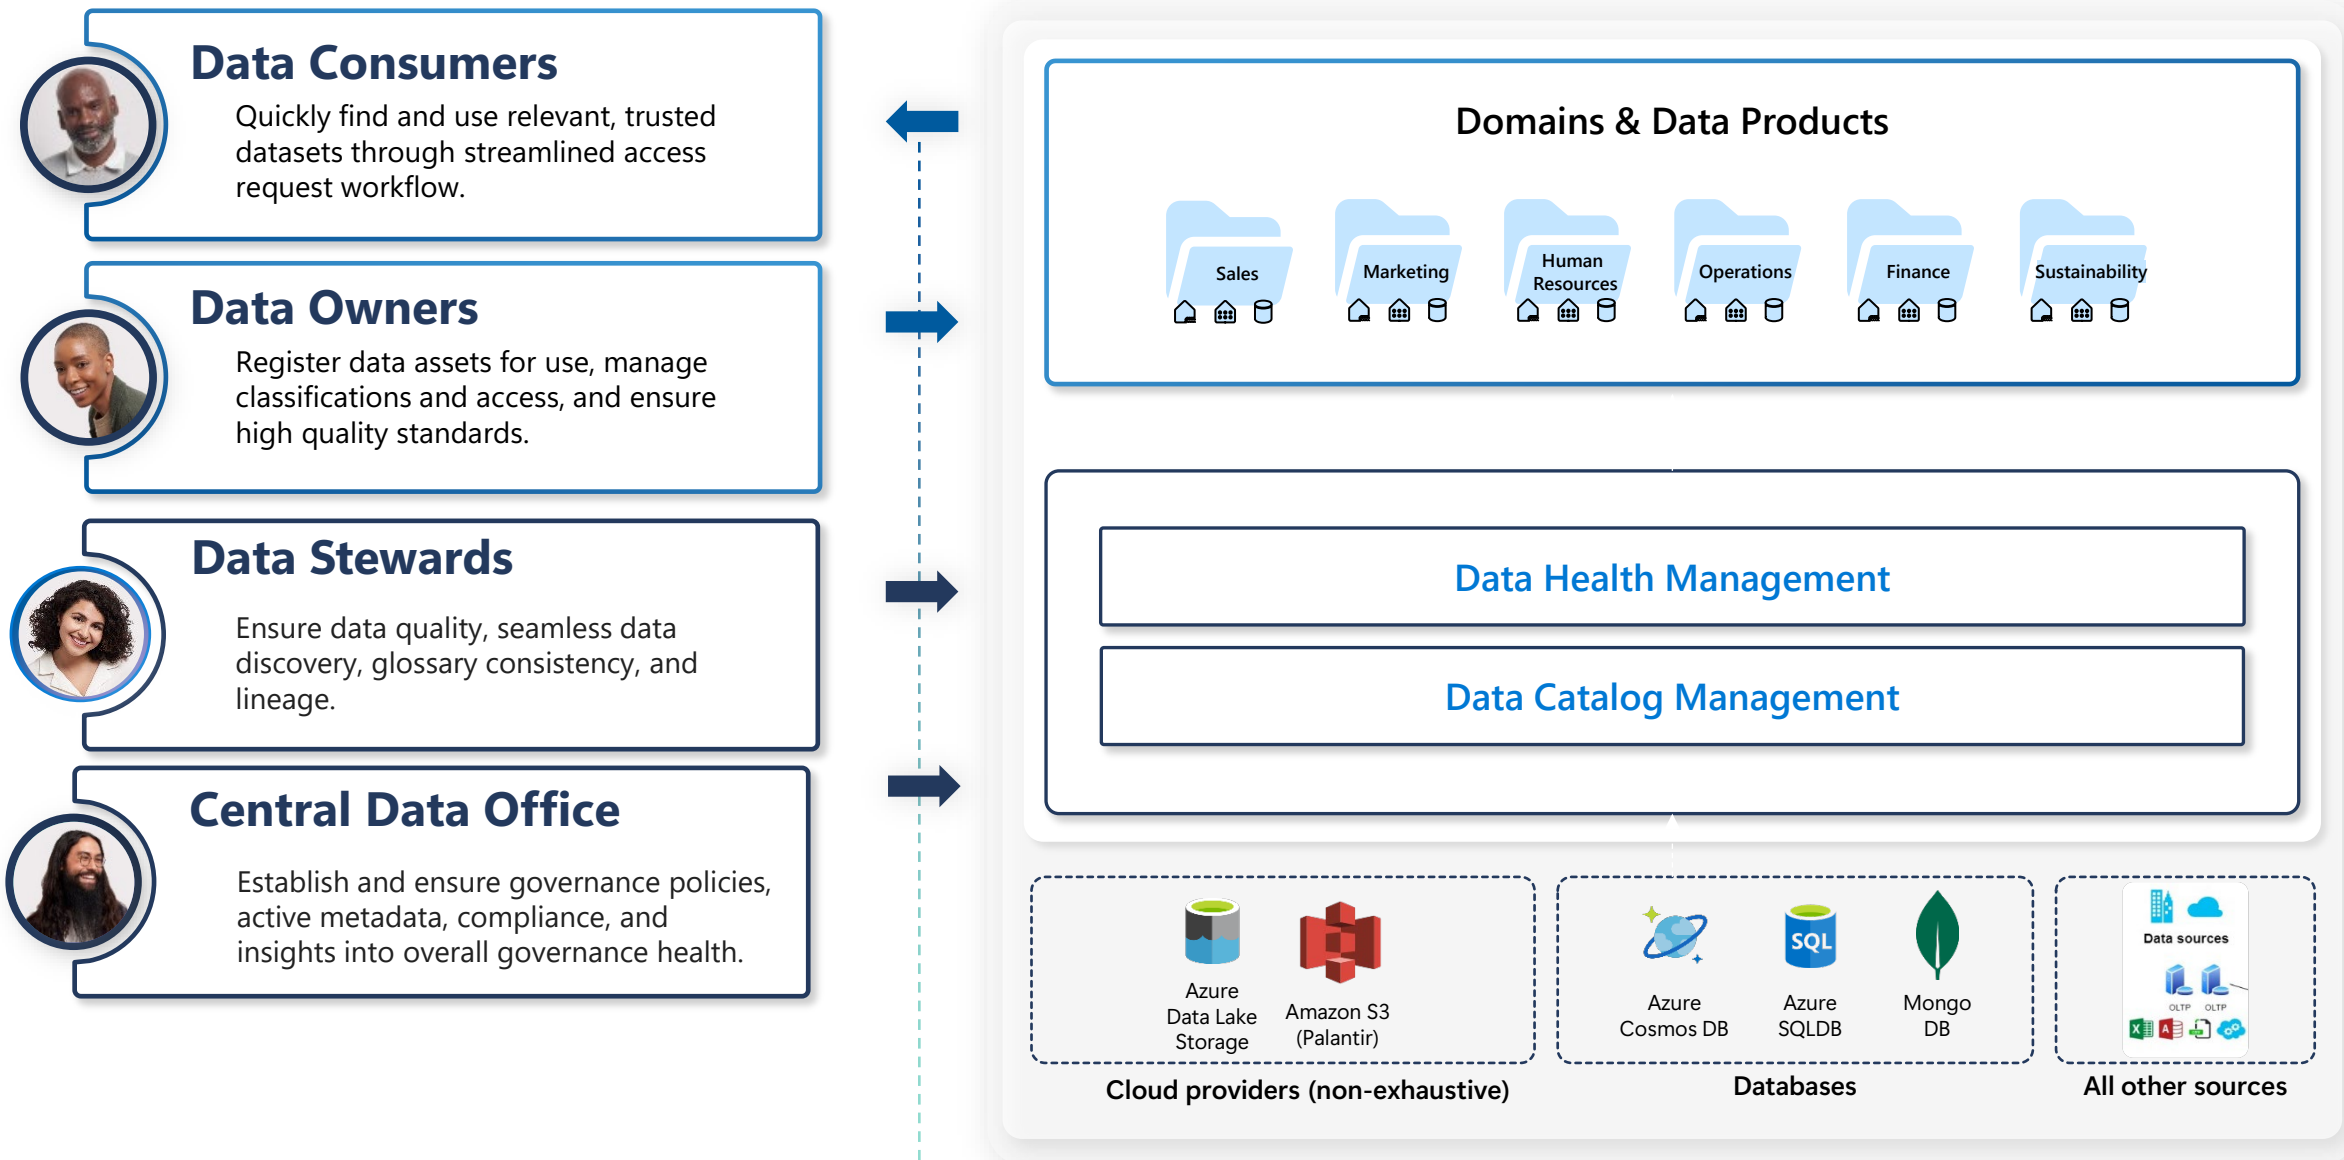 Data Consumers
Quickly find and use relevant, trusted
datasets through streamlined access
request workflow.
Data Owners
Register data assets for use, manage
classifications and access, and ensure
high quality standards.
Data Stewards
Ensure data quality, seamless data
discovery, glossary consistency, and
lineage.
Central Data Office
Establish and ensure governance policies,
active metadata, compliance, and
insights into overall governance health.
Domains & Data Products
Sales
Marketing
Human
Resources
Operations
Finance
Sustainability
Data Health Management
Data Catalog Management
Azure
Data Lake
Storage
Amazon S3
(Palantir)
Cloud providers (non-exhaustive)
Azure
Cosmos DB
SQL
Azure
SQLDB
Mongo
DB
Databases
Data sources
OLTP OLTP
All other sources